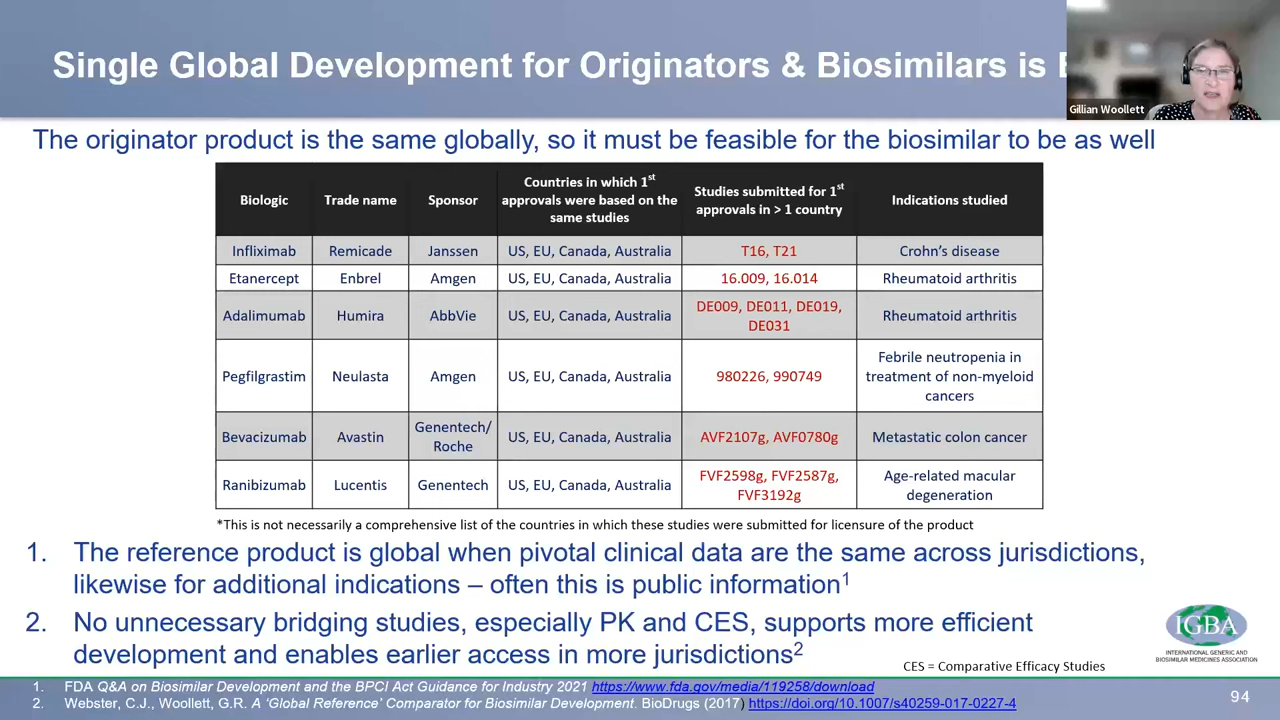 Single Global Development for Originators & Biosimilars is
Gillian Woollett
The originator product is the same globally, so it must be feasible for the biosimilar to be as well
Biologic
Trade name
Sponsor
Countries in which 1st
approvals were based on the
same studies
Studies submitted for 1st
approvals in > 1 country
Indications studied
Infliximab
Remicade
Janssen
US, EU, Canada, Australia
T16, T21
Crohn's disease
Etanercept
Enbrel
Amgen
US, EU, Canada, Australia
16.009, 16.014
Rheumatoid arthritis
Adalimumab
Humira
AbbVie
US, EU, Canada, Australia
DE009, DE011, DE019,
DE031
Rheumatoid arthritis
Pegfilgrastim
Neulasta
Amgen
US, EU, Canada, Australia
980226, 990749
Febrile neutropenia in
treatment of non-myeloid
cancers
Bevacizumab
Avastin
Genentech/
Roche
US, EU, Canada, Australia
AVF2107g, AVF0780g
Metastatic colon cancer
Ranibizumab
Lucentis
Genentech
US, EU, Canada, Australia
FVF2598g, FVF2587g,
FVF3192g
Age-related macular
degeneration
*This is not necessarily a comprehensive list of the countries in which these studies were submitted for licensure of the product
1. The reference product is global when pivotal clinical data are the same across jurisdictions,
likewise for additional indications – often this is public information1
2. No unnecessary bridging studies, especially PK and CES, supports more efficient
development and enables earlier access in more jurisdictions2
CES = Comparative Efficacy Studies
IGBA
INTERNATIONAL GENERIC AND
BIOSIMILAR MEDICINES ASSOCIATION
1. FDA Q&A on Biosimilar Development and the BPCI Act Guidance for Industry 2021 https://www.fda.gov/media/119258/download
2. Webster, C.J., Woollett, G.R. A 'Global Reference' Comparator for Biosimilar Development. BioDrugs (2017) https://doi.org/10.1007/s40259-017-0227-4
94